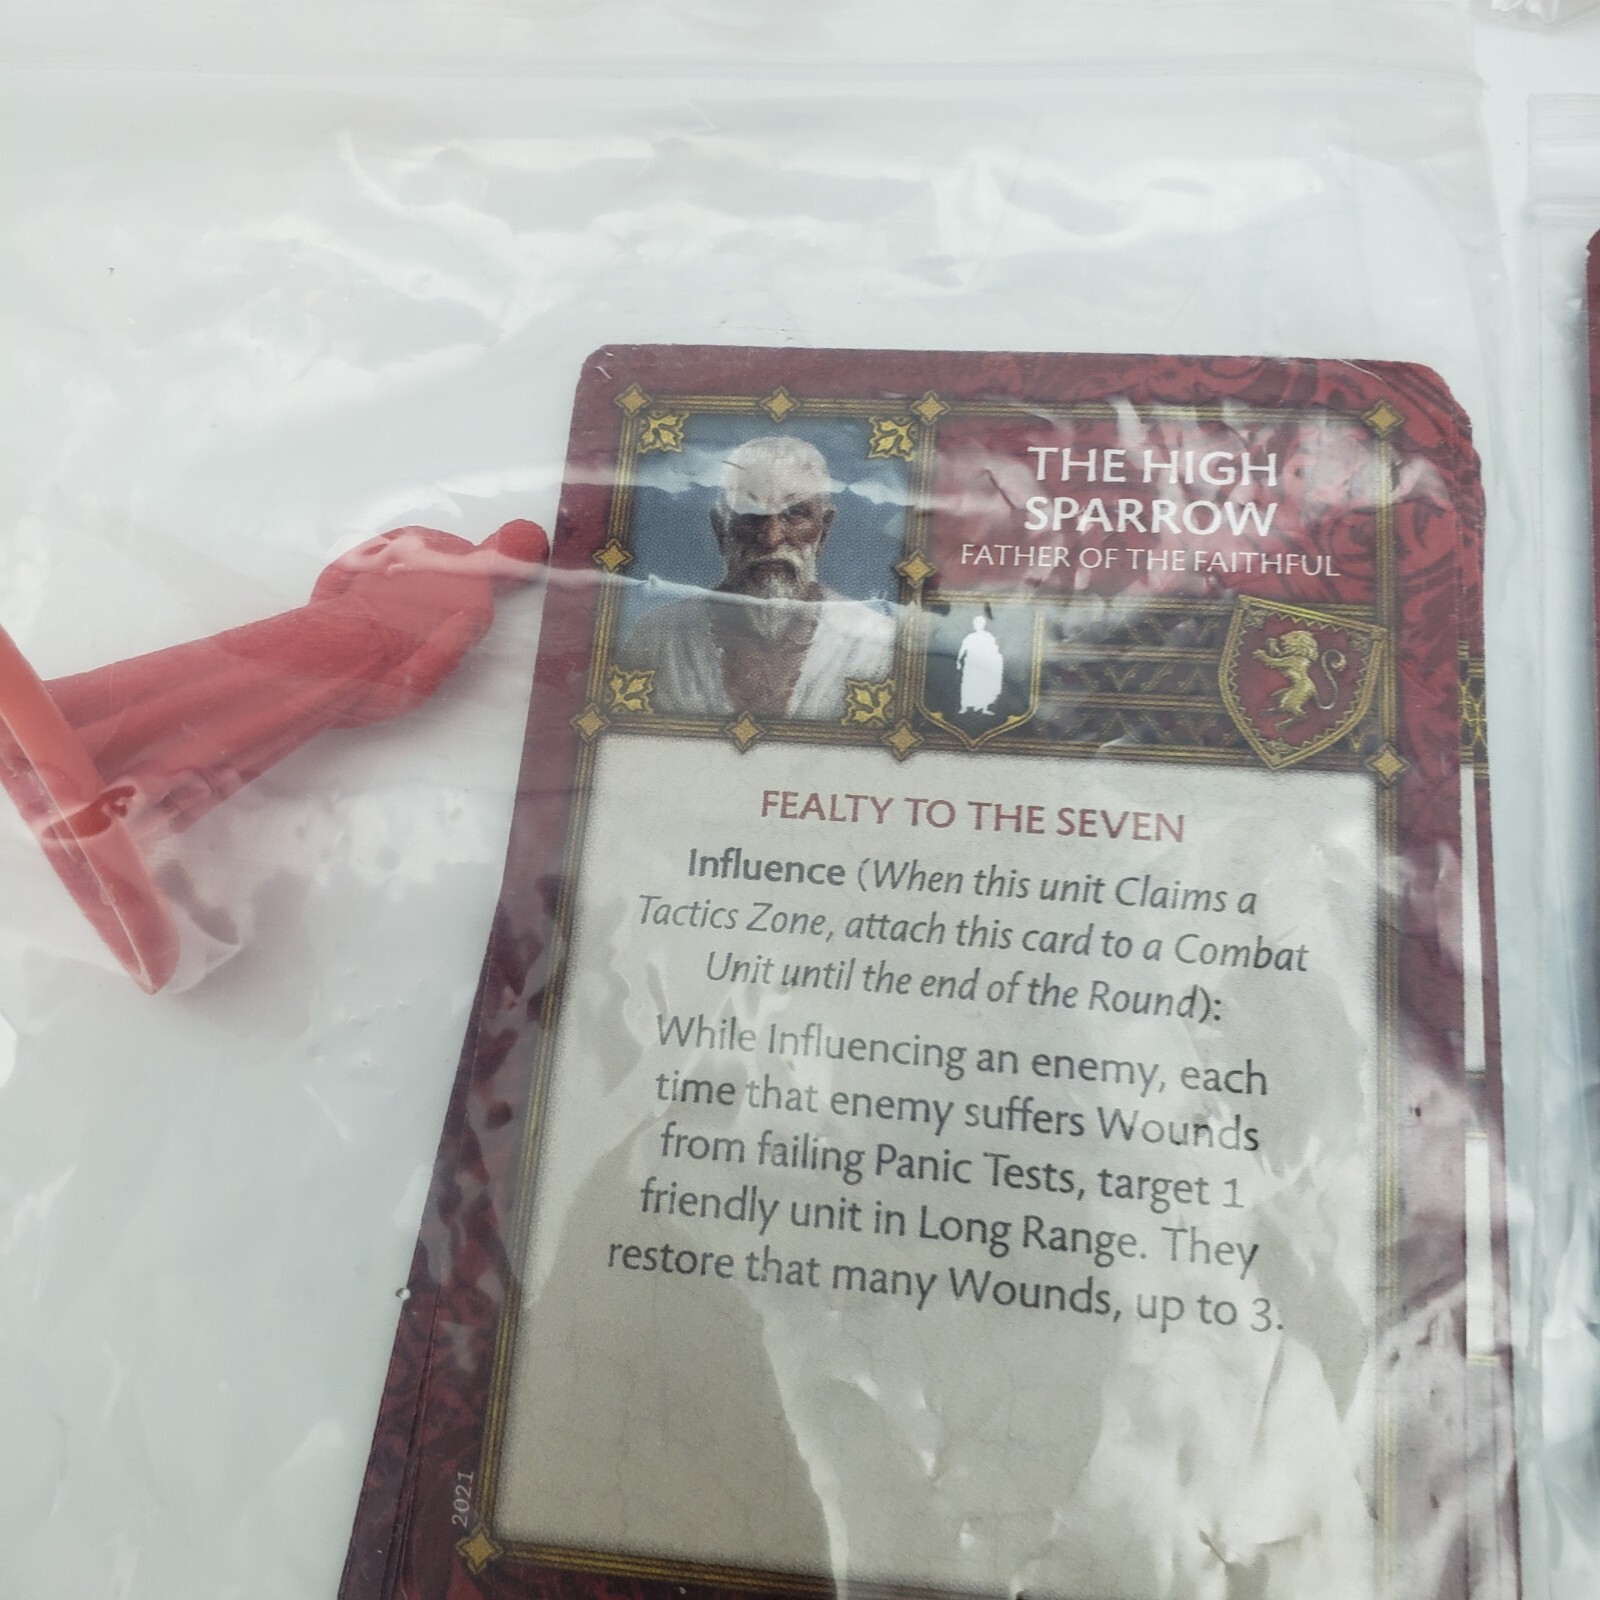 THE HIGH
SPARROW
FATHER OF THE FAITHFUL
FEALTY TO THE SEVEN
Influence (When this unit Claims a
Tactics Zone, attach this card to a Combat
Unit until the end of the Round):
While Influencing an enemy, each
time that enemy suffers Wounds
from failing Panic Tests, target 1
friendly unit in Long Range. They
restore that many Wounds, up to 3.
2021